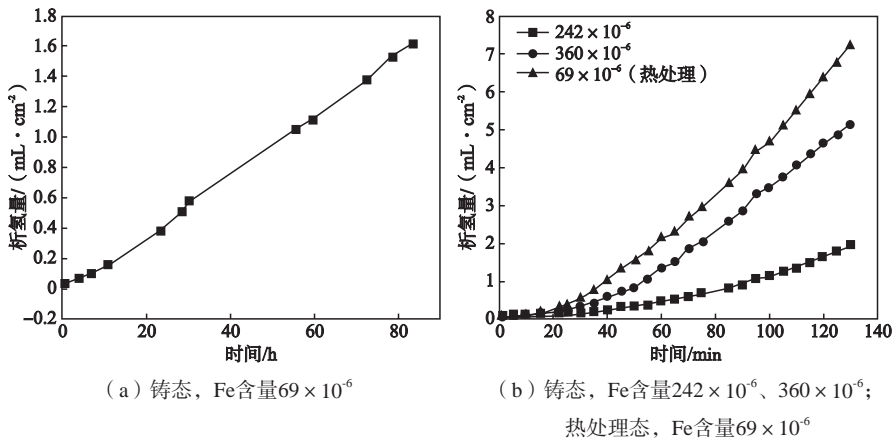 1.8
1.6
1.4
1.2
1.0
0.8
0.6
0.4
0.2
0
–0.2
析氢量/（mL·cm⁻²）
0 20 40 60 80
时间/h
（a）铸态，Fe含量69×10⁻⁶
8
7
6
5
4
3
2
1
0
析氢量/（mL·cm⁻²）
242×10⁻⁶
360×10⁻⁶
69×10⁻⁶（热处理）
0 20 40 60 80 100 120 140
时间/min
（b）铸态，Fe含量242×10⁻⁶、360×10⁻⁶；
热处理态，Fe含量69×10⁻⁶